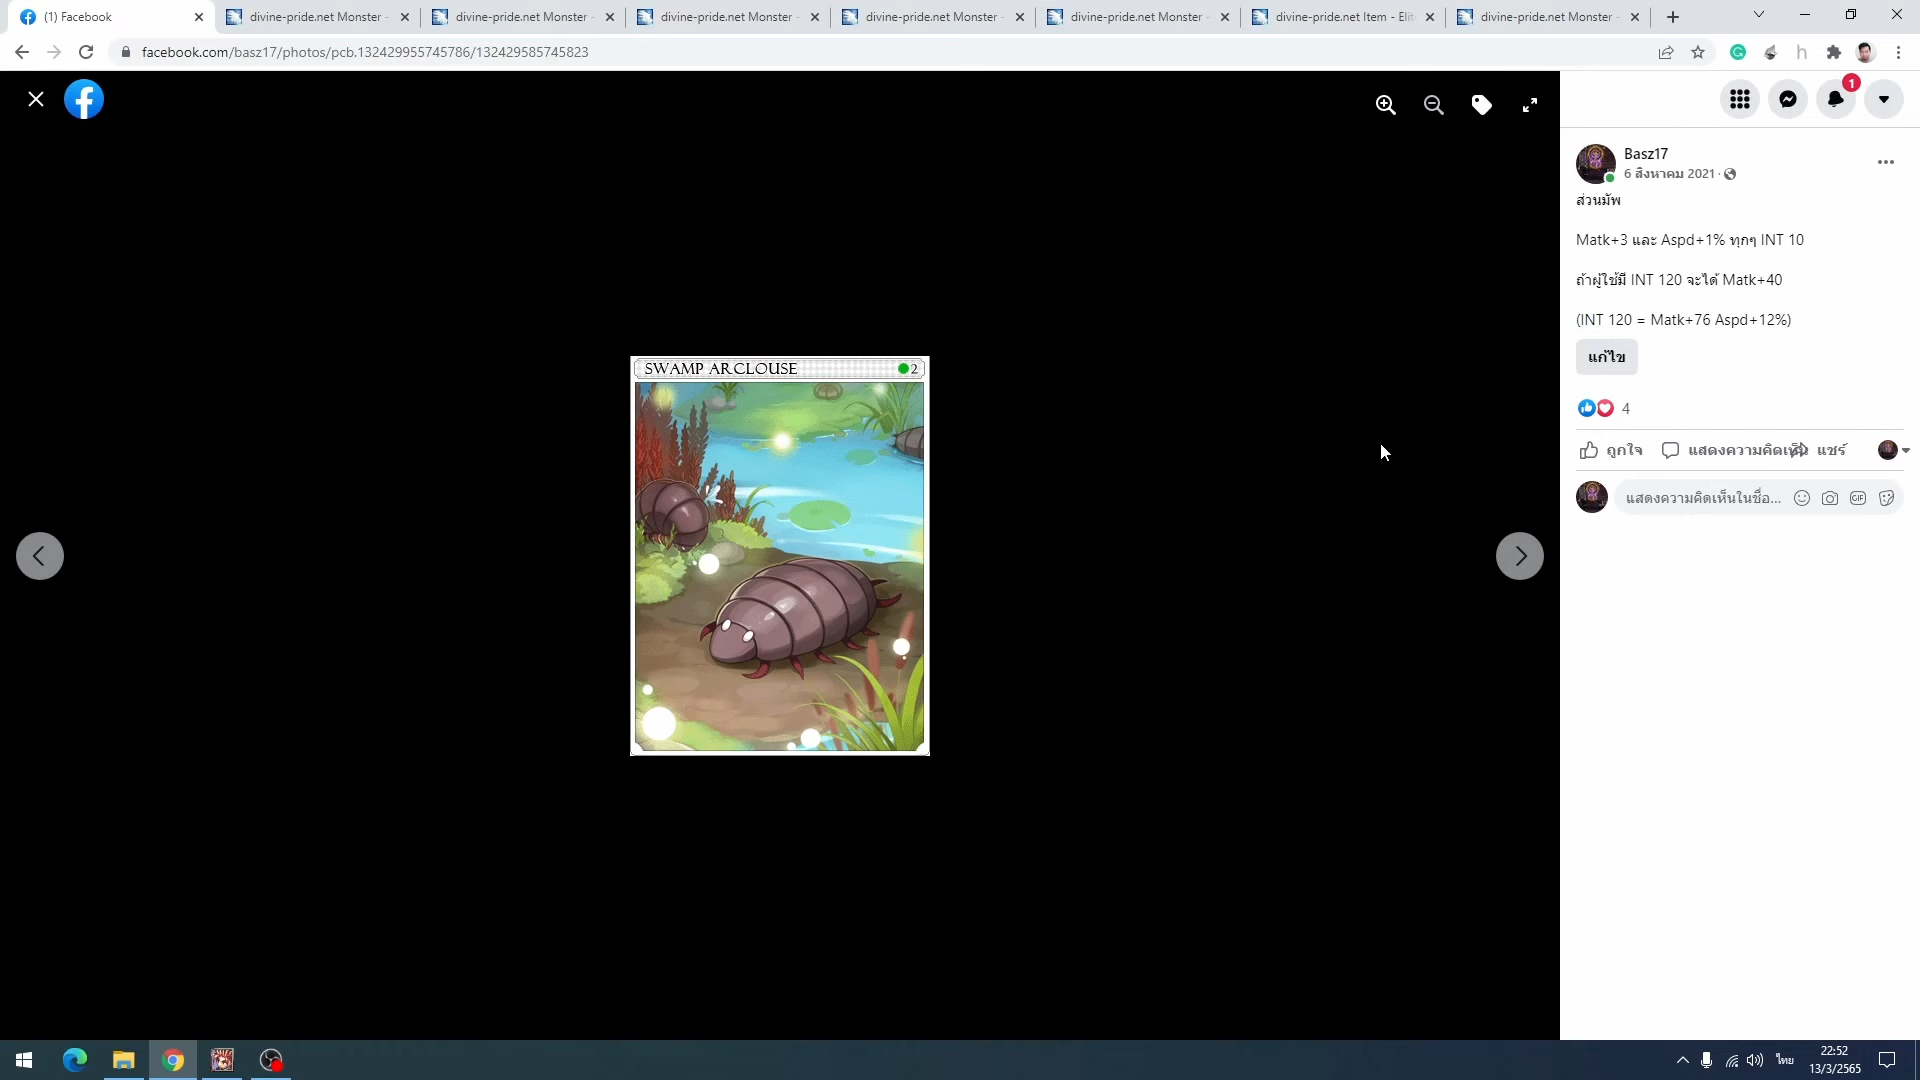 (1) Facebook
divine-pride.net Monster -
divine-pride.net Monster -
divine-pride.net Monster -
divine-pride.net Monster -
divine-pride.net Monster -
divine-pride.net Item - Elit
divine-pride.net Monster -
facebook.com/basz17/photos/pcb.132429955745786/132429585745823
1
Basz17
6 สิงหาคม 2021 ·
ส่วนมัพ
Matk+3 และ Aspd+1% ทุกๆ INT 10
ถ้าผู้ใช้มี INT 120 จะได้ Matk+40
(INT 120 = Matk+76 Aspd+12%)
แก้ไข
4
ถูกใจ
แสดงความคิดเห็น
แชร์
แสดงความคิดเห็นในชื่อ...
GIF
SWAMP ARCLOUSE
2
ไทย
22:52
13/3/2565